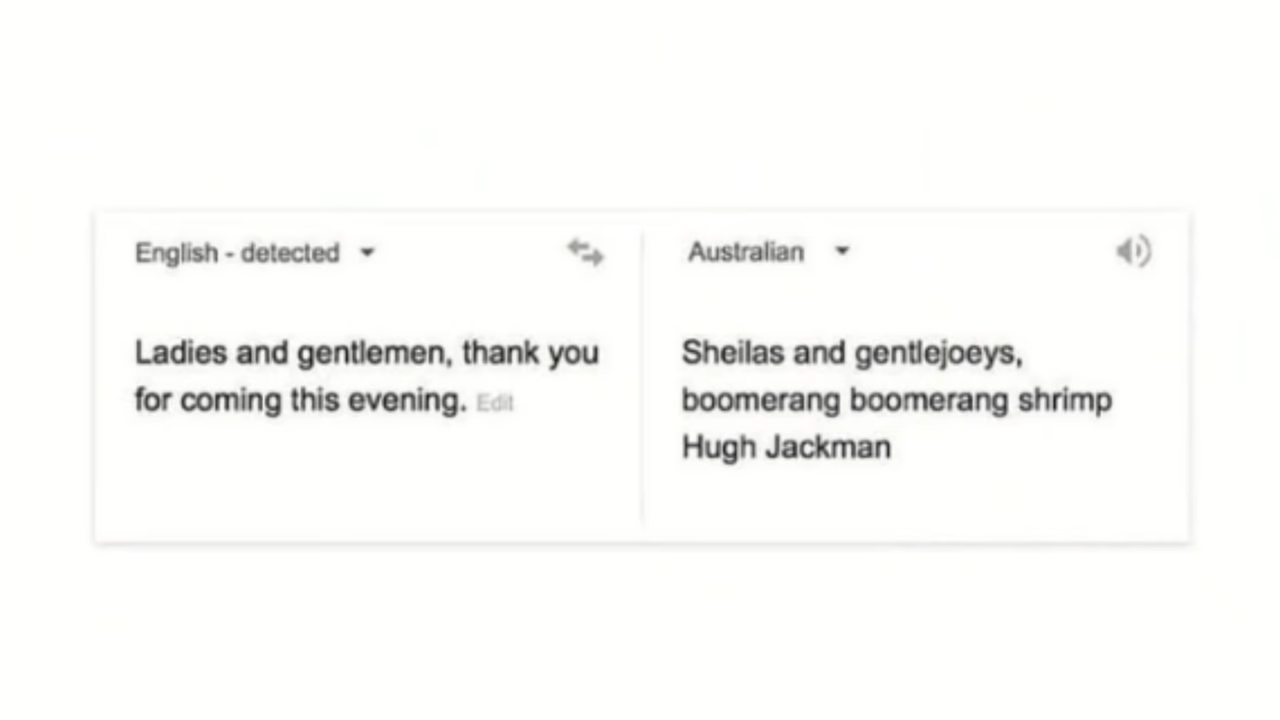 English - detected
Australian
Ladies and gentlemen, thank you
for coming this evening. Edit
Sheilas and gentlejoeys,
boomerang boomerang shrimp
Hugh Jackman